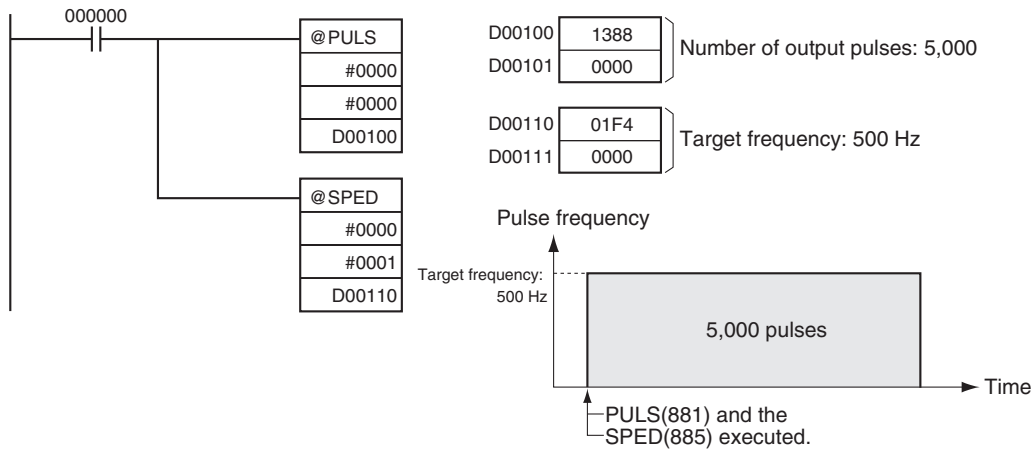 000000
@PULS
#0000
#0000
D00100
@SPED
#0000
#0001
D00110
D00100 1388
D00101 0000
Number of output pulses: 5,000
D00110 01F4
D00111 0000
Target frequency: 500 Hz
Pulse frequency
Target frequency:
500 Hz
5,000 pulses
Time
PULS(881) and the
SPED(885) executed.